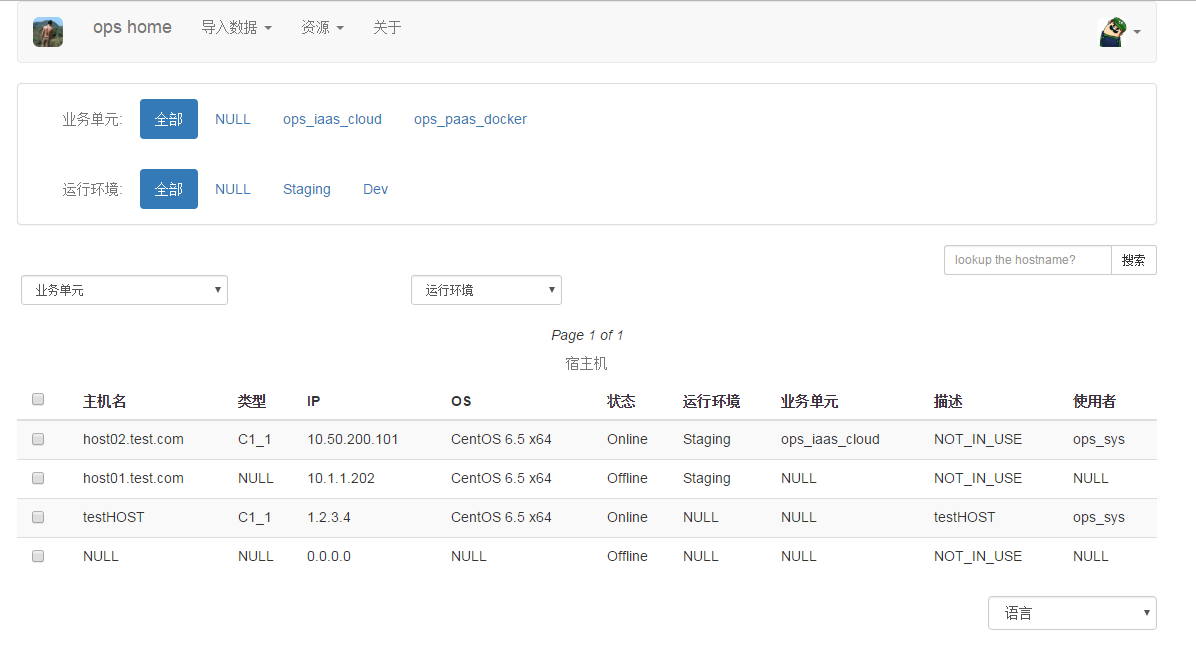 ops home 导入数据 资源 关于
业务单元: 全部 NULL ops_iaas_cloud ops_paas_docker
运行环境: 全部 NULL Staging Dev
lookup the hostname? 搜索
业务单元 运行环境
Page 1 of 1
宿主机
主机名 类型 IP OS 状态 运行环境 业务单元 描述 使用者
host02.test.com C1_1 10.50.200.101 CentOS 6.5 x64 Online Staging ops_iaas_cloud NOT_IN_USE ops_sys
host01.test.com NULL 10.1.1.202 CentOS 6.5 x64 Offline Staging NULL NOT_IN_USE NULL
testHOST C1_1 1.2.3.4 CentOS 6.5 x64 Online NULL NULL testHOST ops_sys
NULL NULL 0.0.0.0 NULL Offline NULL NULL NOT_IN_USE NULL
语言